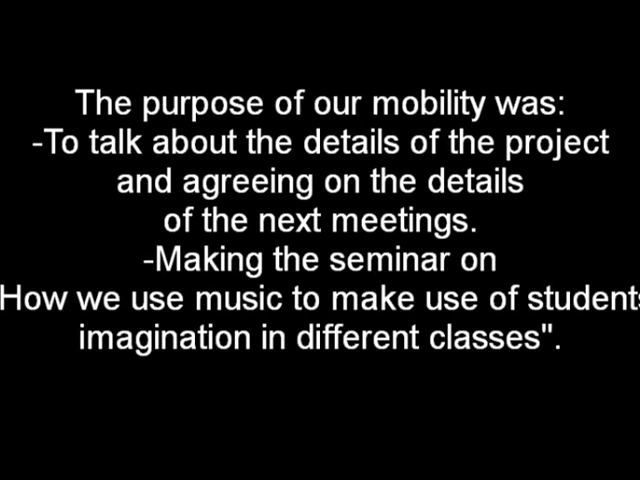 The purpose of our mobility was:
-To talk about the details of the project
and agreeing on the details
of the next meetings.
-Making the seminar on
How we use music to make use of students
imagination in different classes".